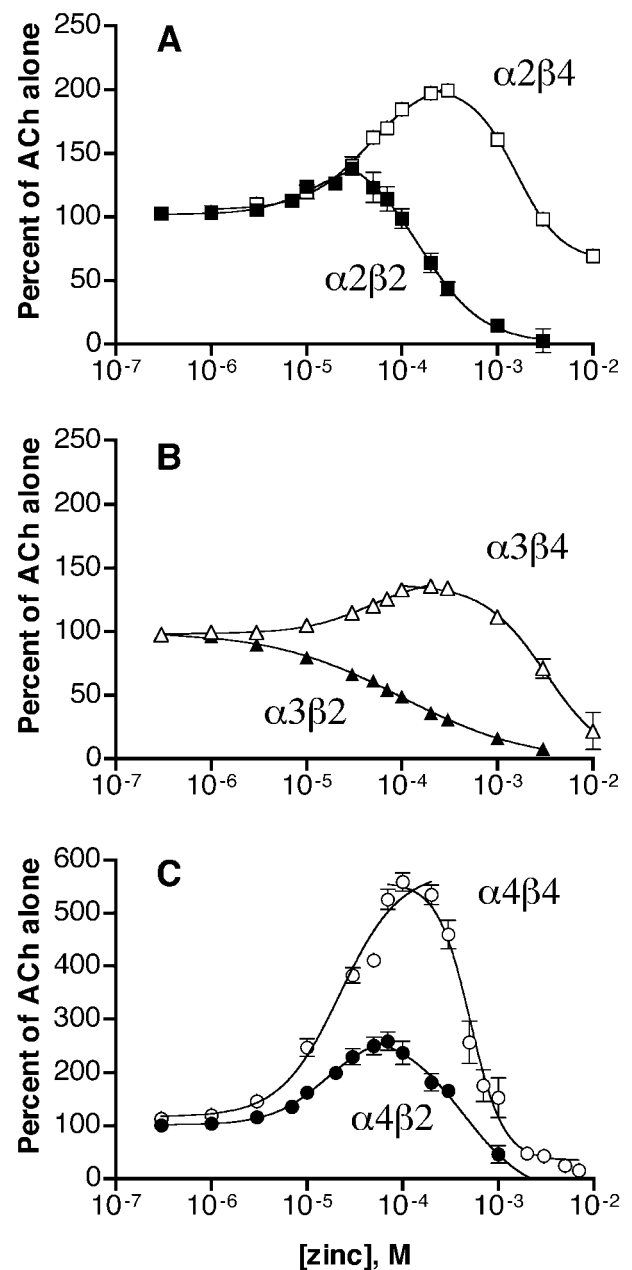 A
Percent of ACh alone
250
200
150
100
50
0
α2β4
α2β2
10⁻⁷ 10⁻⁶ 10⁻⁵ 10⁻⁴ 10⁻³ 10⁻²
B
Percent of ACh alone
250
200
150
100
50
0
α3β4
α3β2
10⁻⁷ 10⁻⁶ 10⁻⁵ 10⁻⁴ 10⁻³ 10⁻²
C
Percent of ACh alone
600
500
400
300
200
100
0
α4β4
α4β2
10⁻⁷ 10⁻⁶ 10⁻⁵ 10⁻⁴ 10⁻³ 10⁻²
[zinc], M